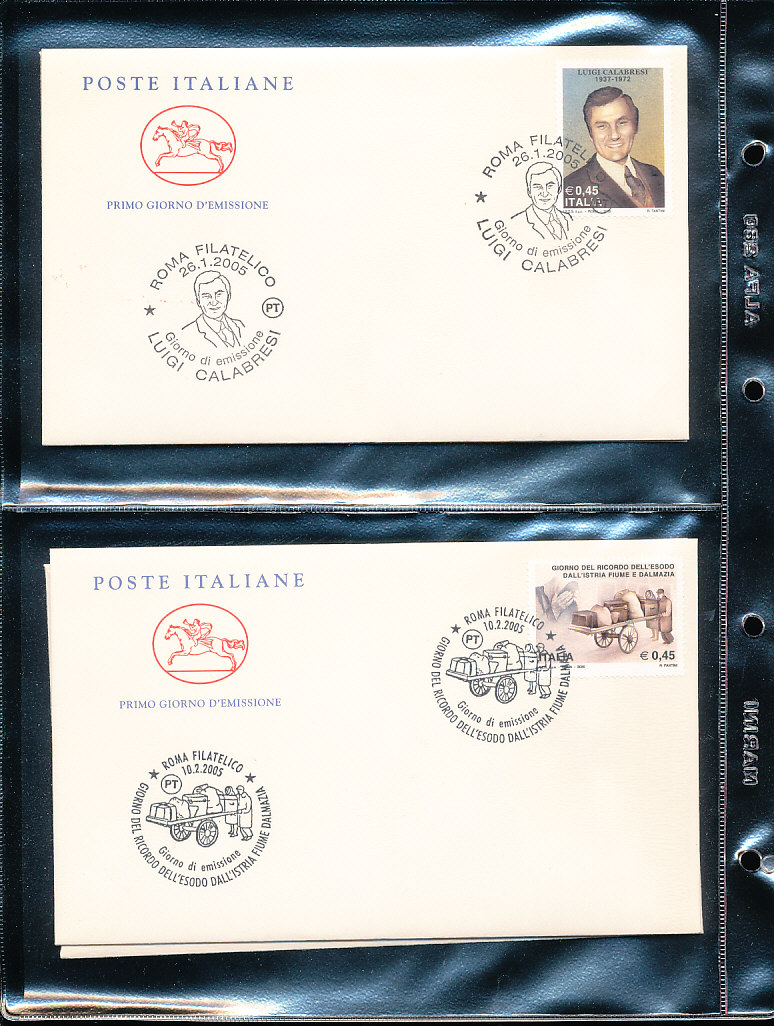 POSTE ITALIANE
PRIMO GIORNO D'EMISSIONE
ROMA FILATELICO
26.1.2005
PT
Giorno di emissione
LUIGI CALABRESI
LUIGI CALABRESI
1937-1972
€ 0,45
ITALIA
R. FANTINI
ROMA FILATELICO
26.1.2005
Giorno di emissione
LUIGI CALABRESI
POSTE ITALIANE
PRIMO GIORNO D'EMISSIONE
ROMA FILATELICO
10.2.2005
PT
Giorno di emissione
GIORNO DEL RICORDO DELL'ESODO DALL'ISTRIA FIUME DALMAZIA
GIORNO DEL RICORDO DELL'ESODO
DALL'ISTRIA FIUME E DALMAZIA
ITALIA
€ 0,45
R. FANTINI
ROMA FILATELICO
10.2.2005
PT
Giorno di emissione
GIORNO DEL RICORDO DELL'ESODO DALL'ISTRIA FIUME DALMAZIA
MARINI